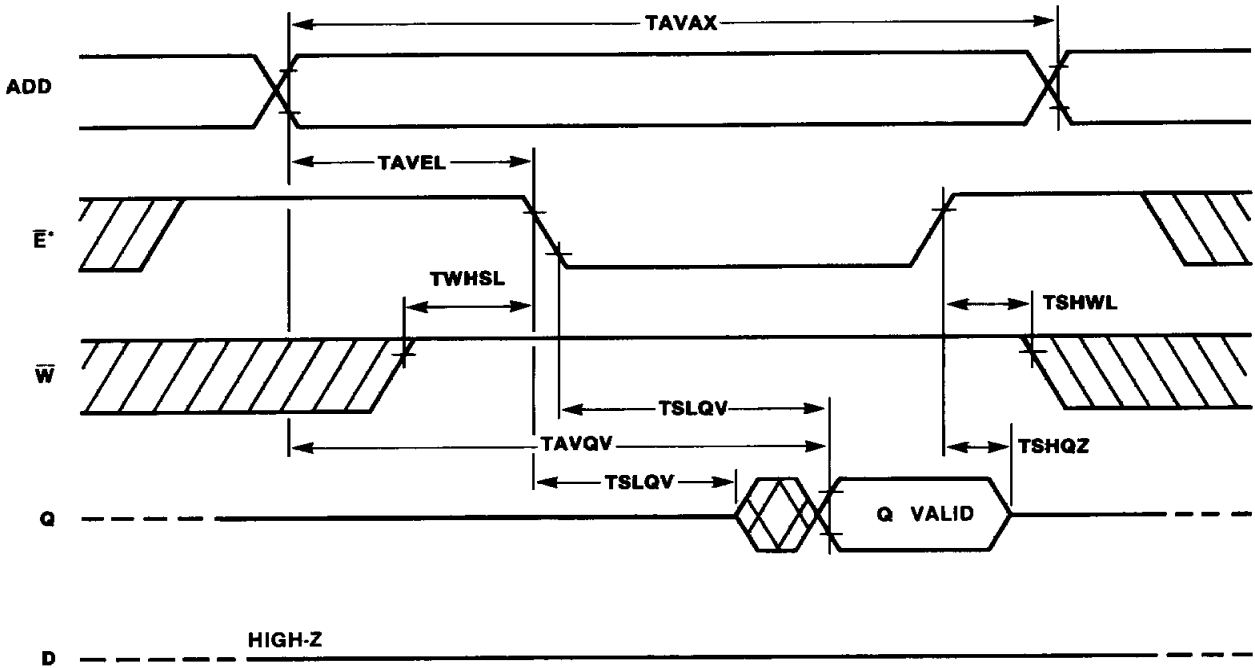 TAVAX
ADD
TAVEL
E̅*
TWHSL
TSHWL
W̅
TSLQV
TAVQV
TSHQZ
TSLQV
Q
Q VALID
HIGH-Z
D